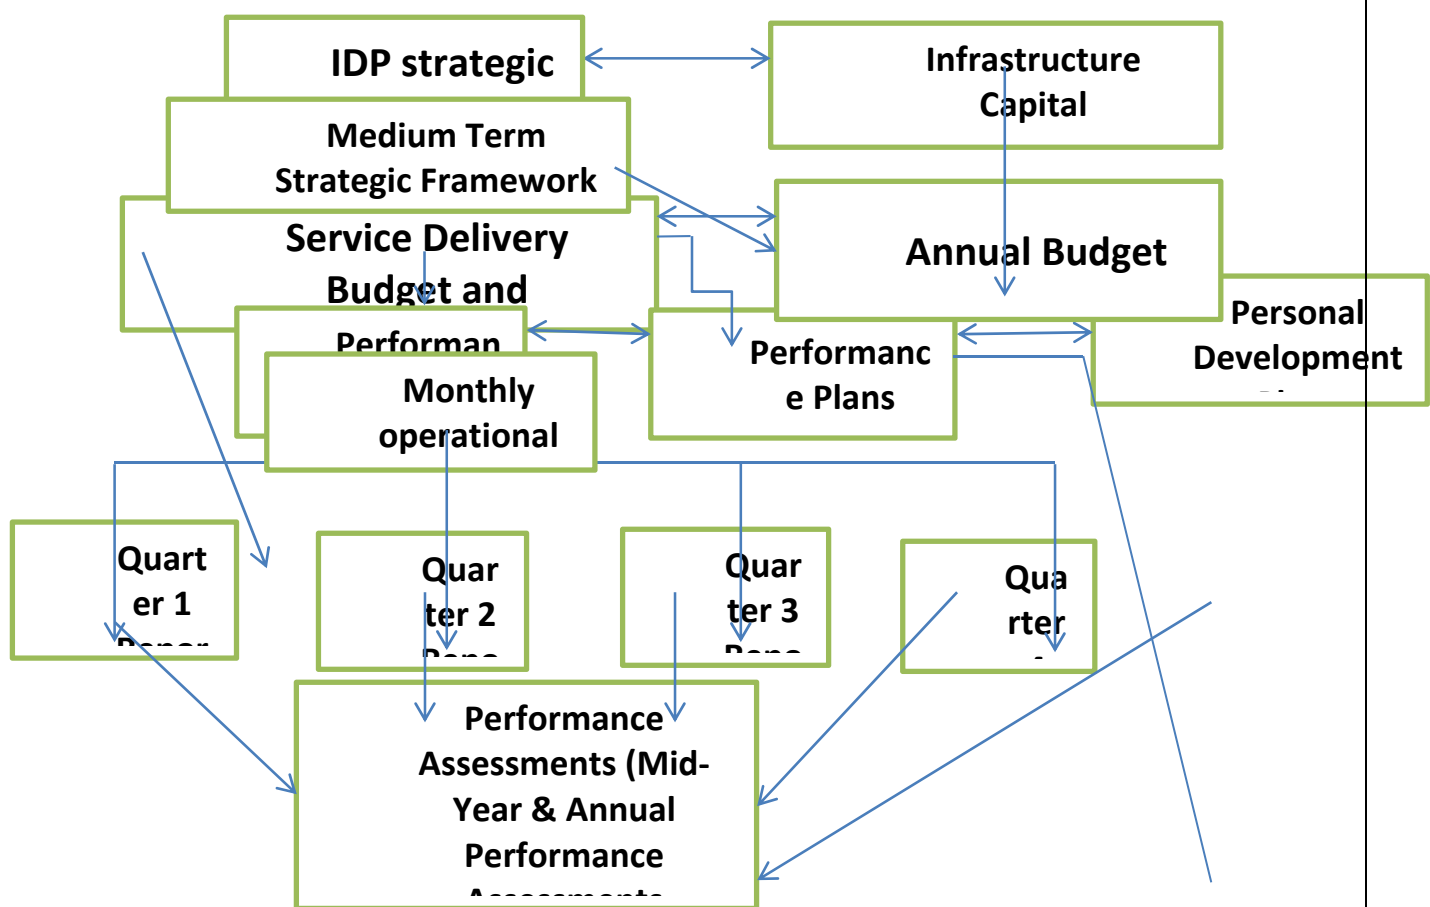 IDP strategic
Infrastructure
Capital
Medium Term
Strategic Framework
Service Delivery
Budget and
Annual Budget
Performan
Performanc
e Plans
Personal
Development
Monthly
operational
Quart
er 1
Quar
ter 2
Quar
ter 3
Qua
rter
Performance
Assessments (Mid-
Year & Annual
Performance